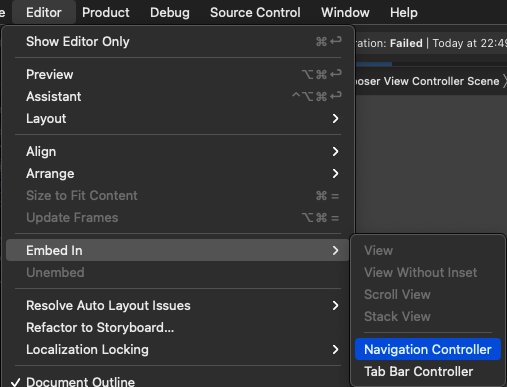 e Editor Product Debug Source Control Window Help
Show Editor Only ⌘↩
ration: Failed | Today at 22:49
Preview ⌥⌘↩
oser View Controller Scene
Assistant ^⌥⌘↩
Layout
Align
Arrange
Size to Fit Content ⌘ =
Update Frames ⌥⌘ =
Embed In
View
Unembed
View Without Inset
Scroll View
Resolve Auto Layout Issues
Stack View
Refactor to Storyboard...
Localization Locking
Navigation Controller
Tab Bar Controller
✓ Document Outline